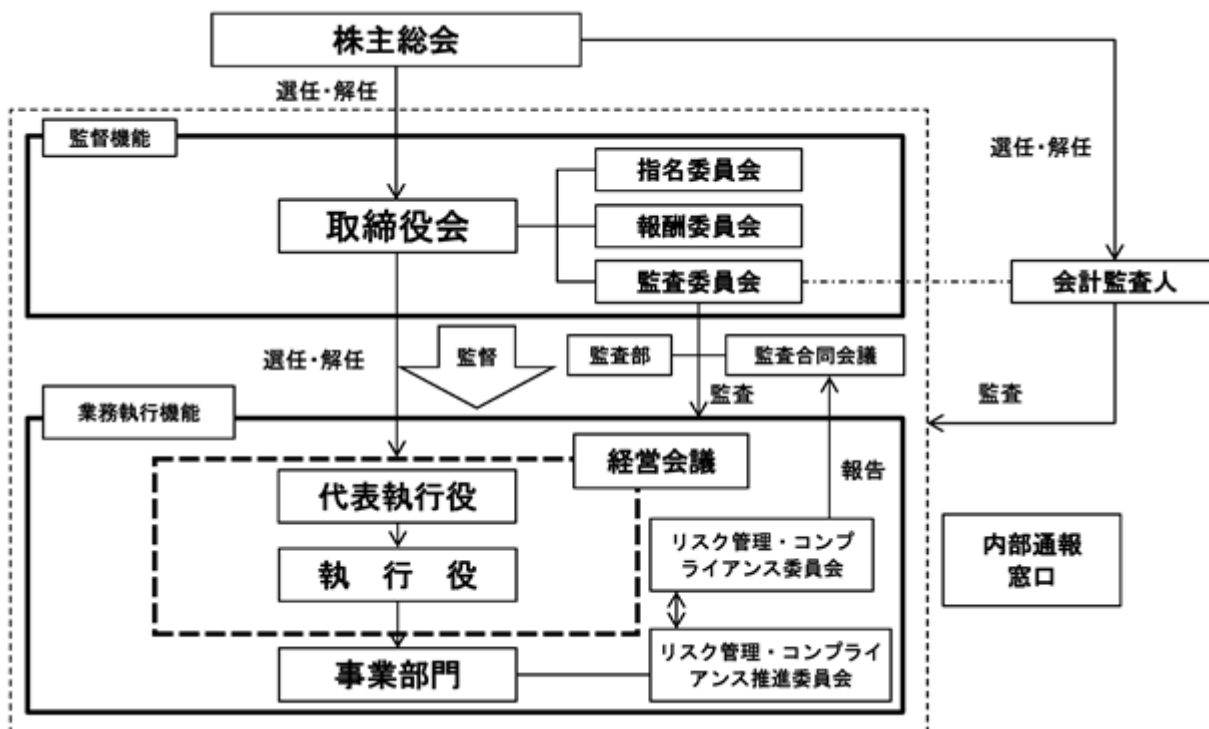 株主総会
選任・解任
監督機能
指名委員会
選任・解任
取締役会
報酬委員会
監査委員会
会計監査人
選任・解任
監督
監査部
監査合同会議
監査
監査
業務執行機能
経営会議
報告
代表執行役
リスク管理・コンプ
ライアンス委員会
内部通報
窓口
執 行 役
事業部門
リスク管理・コンプライ
アンス推進委員会